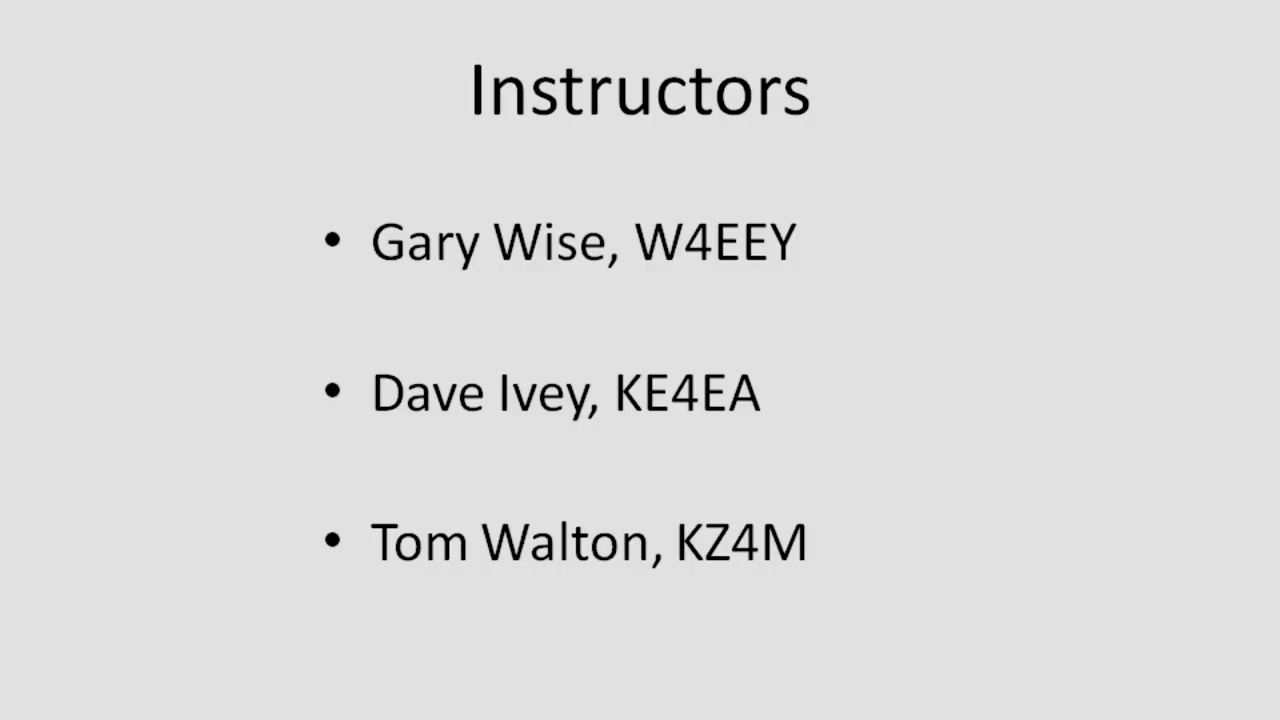 Instructors
• Gary Wise, W4EEY
• Dave Ivey, KE4EA
• Tom Walton, KZ4M